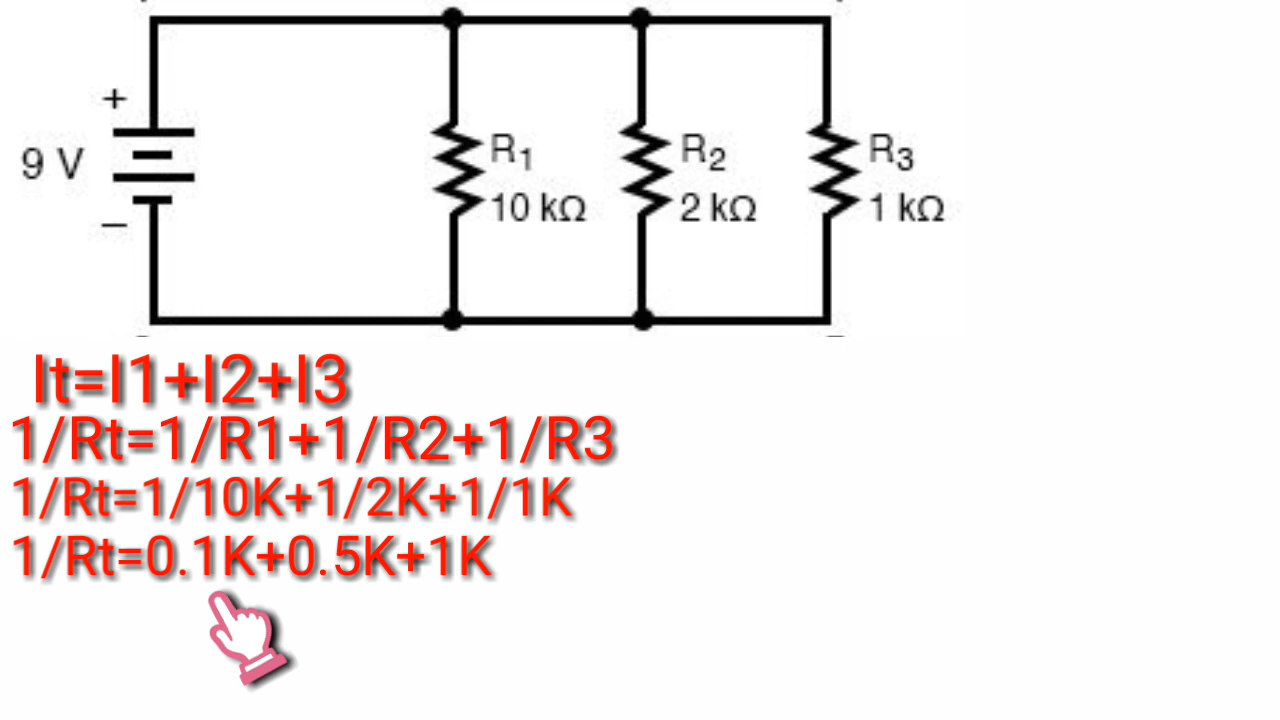 +
9 V
–
R1
10 kΩ
R2
2 kΩ
R3
1 kΩ
It=I1+I2+I3
1/Rt=1/R1+1/R2+1/R3
1/Rt=1/10K+1/2K+1/1K
1/Rt=0.1K+0.5K+1K